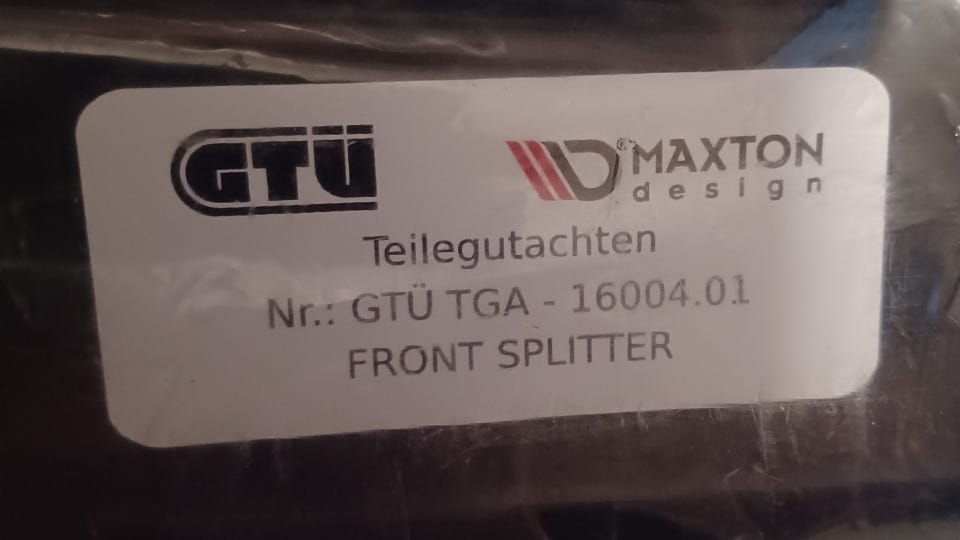 GTÜ
© MAXTON
design
Teilegutachten
Nr.: GTÜ TGA - 16004.01
FRONT SPLITTER